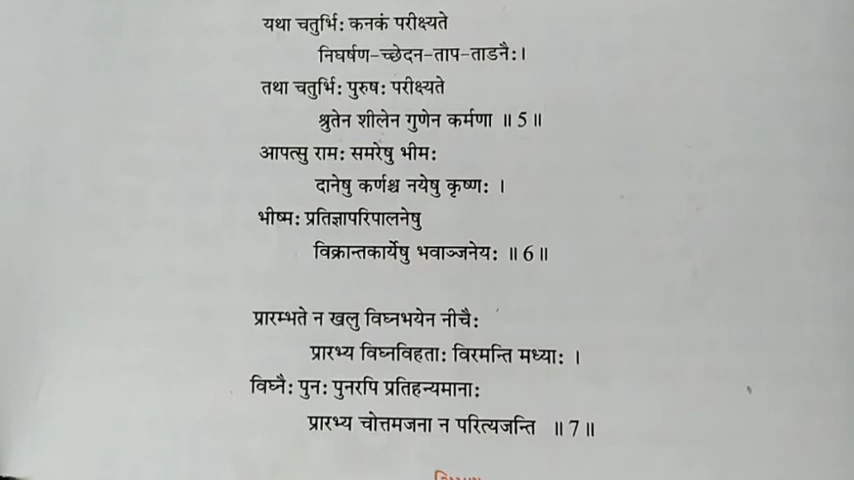 यथा चतुर्भिः कनकं परीक्ष्यते
निघर्षण-च्छेदन-ताप-ताडनैः।
तथा चतुर्भिः पुरुषः परीक्ष्यते
श्रुतेन शीलेन गुणेन कर्मणा ॥5॥
आपत्सु रामः समरेषु भीमः
दानेषु कर्णश्च नयेषु कृष्णः ।
भीष्मः प्रतिज्ञापरिपालनेषु
विक्रान्तकार्येषु भवाञ्जनेयः ॥6॥
प्रारम्भते न खलु विघ्नभयेन नीचैः
प्रारभ्य विघ्नविहताः विरमन्ति मध्याः ।
विघ्नैः पुनः पुनरपि प्रतिहन्यमानाः
प्रारभ्य चोत्तमजना न परित्यजन्ति ॥7॥